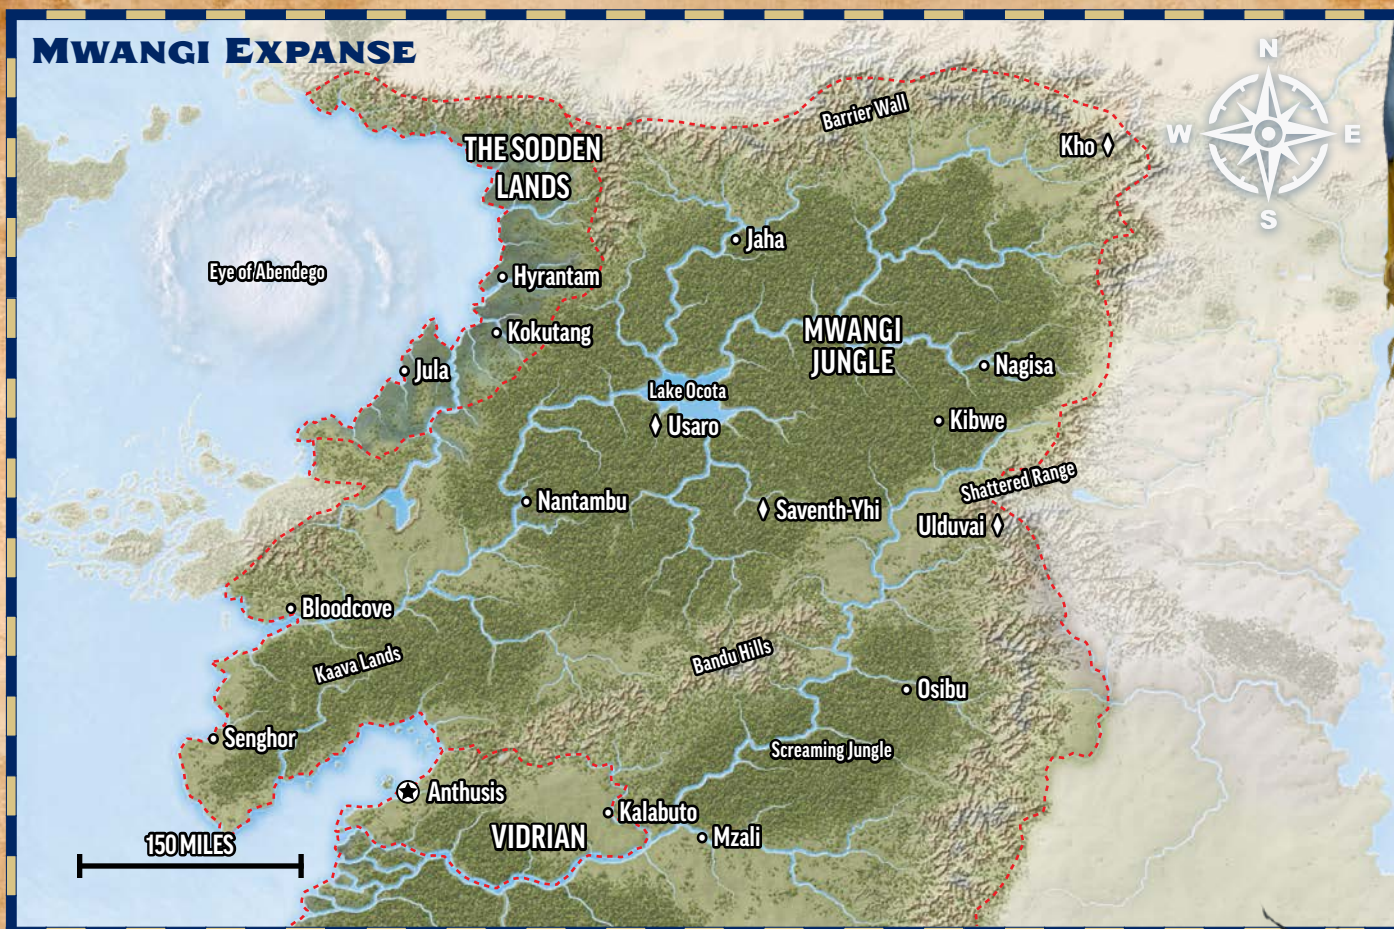 MWANGI EXPANSE
N
W
E
S
Barrier Wall
Kho
THE SODDEN
LANDS
Jaha
Eye of Abendego
Hyrantam
Kokutang
MWANGI
JUNGLE
Jula
Nagisa
Lake Ocota
Usaro
Kibwe
Shattered Range
Nantambu
Saventh-Yhi
Ulduvai
Bloodcove
Kaava Lands
Bandu Hills
Osibu
Senghor
Screaming Jungle
Anthusis
Kalabuto
VIDRIAN
Mzali
150 MILES